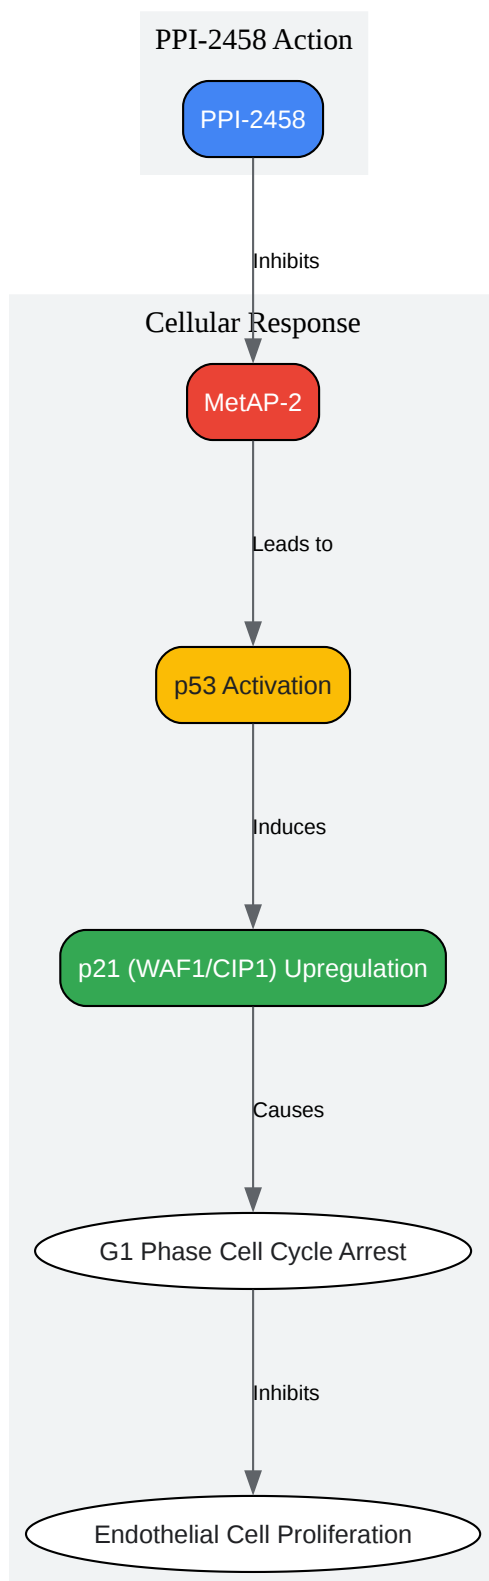 PPI-2458 Action
PPI-2458
Inhibits
Cellular Response
MetAP-2
Leads to
p53 Activation
Induces
p21 (WAF1/CIP1) Upregulation
Causes
G1 Phase Cell Cycle Arrest
Inhibits
Endothelial Cell Proliferation